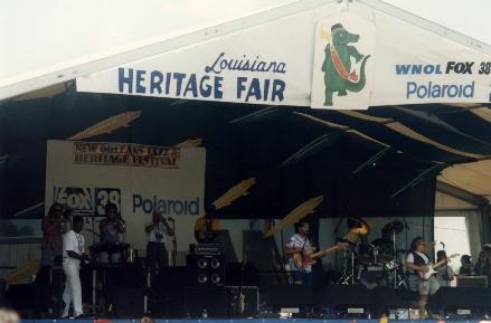 Louisiana
HERITAGE FAIR
WNOL FOX 38
Polaroid
NEW ORLEANS JAZZ &
HERITAGE FESTIVAL
FOX 38
Polaroid